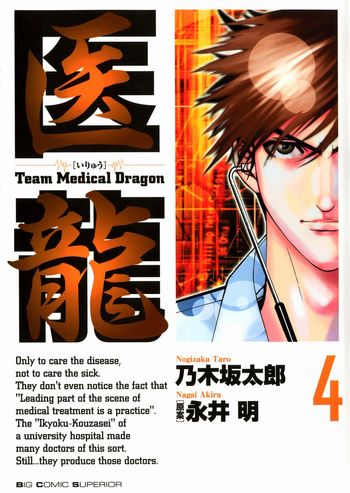 医龍
[いりゅう]
Team Medical Dragon
Only to care the disease,
not to care the sick.
They don't even notice the fact that
"Leading part of the scene of
medical treatment is a practice".
The "Ikyoku-Kouzasei" of
a university hospital made
many doctors of this sort.
Still...they produce those doctors.
Nogizaka Taro
乃木坂太郎
Nagai Akira
[原案]永井 明
4
BIG COMIC SUPERIOR